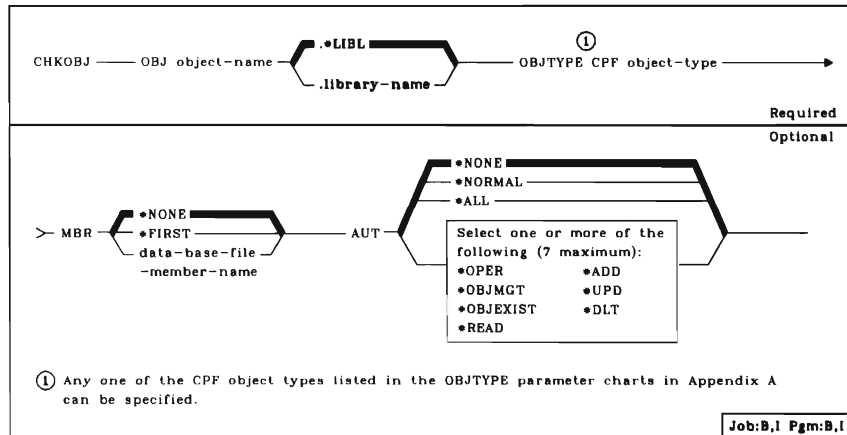 ①
.*LIBL
CHKOBJ OBJ object-name OBJTYPE CPF object-type
.library-name
Required
Optional
*NONE
*NORMAL
*ALL
*NONE
MBR *FIRST AUT
data-base-file
-member-name
Select one or more of the
following (7 maximum):
*OPER *ADD
*OBJMGT *UPD
*OBJEXIST *DLT
*READ
① Any one of the CPF object types listed in the OBJTYPE parameter charts in Appendix A
can be specified.
Job:B,I Pgm:B,I